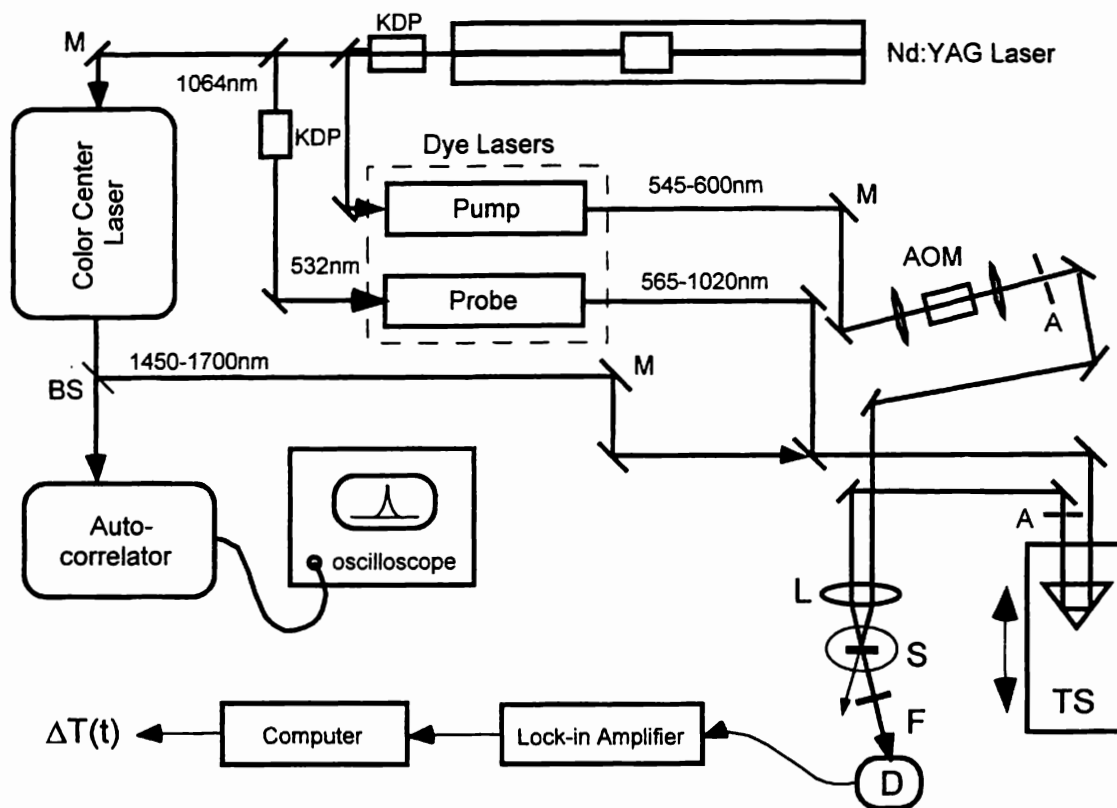 KDP
M
Nd:YAG Laser
1064nm
KDP
Color Center
Laser
Dye Lasers
Pump
545-600nm
M
AOM
532nm
Probe
565-1020nm
A
1450-1700nm
M
BS
Auto-
correlator
oscilloscope
A
L
S
TS
F
ΔT(t)
Computer
Lock-in Amplifier
D